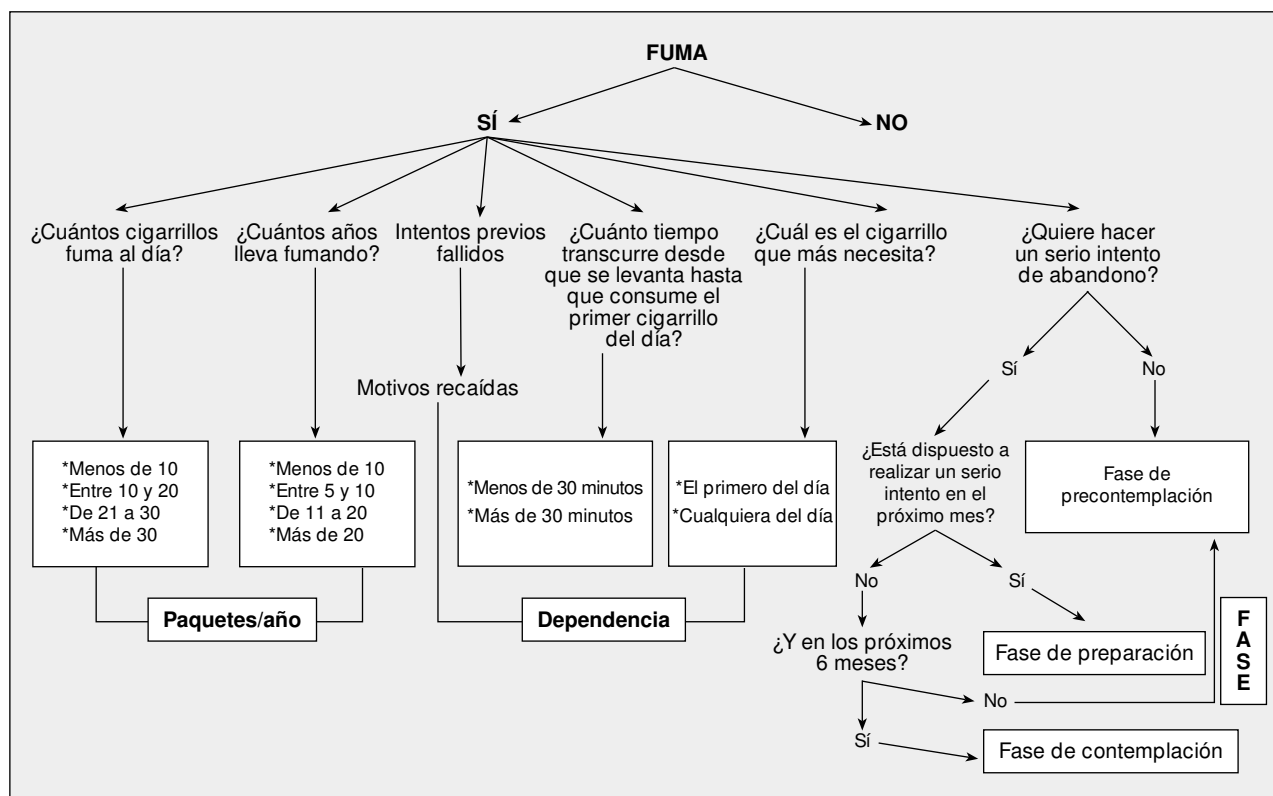 FUMA
SÍ
NO
¿Cuántos cigarrillos
fuma al día?
¿Cuántos años
lleva fumando?
Intentos previos
fallidos
¿Cuánto tiempo
transcurre desde
que se levanta hasta
que consume el
primer cigarrillo
del día?
¿Cuál es el cigarrillo
que más necesita?
¿Quiere hacer
un serio intento
de abandono?
Motivos recaídas
Sí
No
*Menos de 10
*Entre 10 y 20
*De 21 a 30
*Más de 30
*Menos de 10
*Entre 5 y 10
*De 11 a 20
*Más de 20
*Menos de 30 minutos
*Más de 30 minutos
*El primero del día
*Cualquiera del día
¿Está dispuesto a
realizar un serio
intento en el
próximo mes?
Fase de
precontemplación
Paquetes/año
Dependencia
No
Sí
¿Y en los próximos
6 meses?
Fase de preparación
FASE
No
Sí
Fase de contemplación